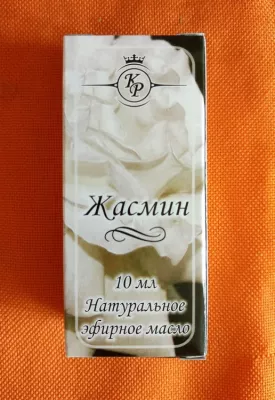 КР
Жасмин
10 мл
Натуральное
эфирное масло